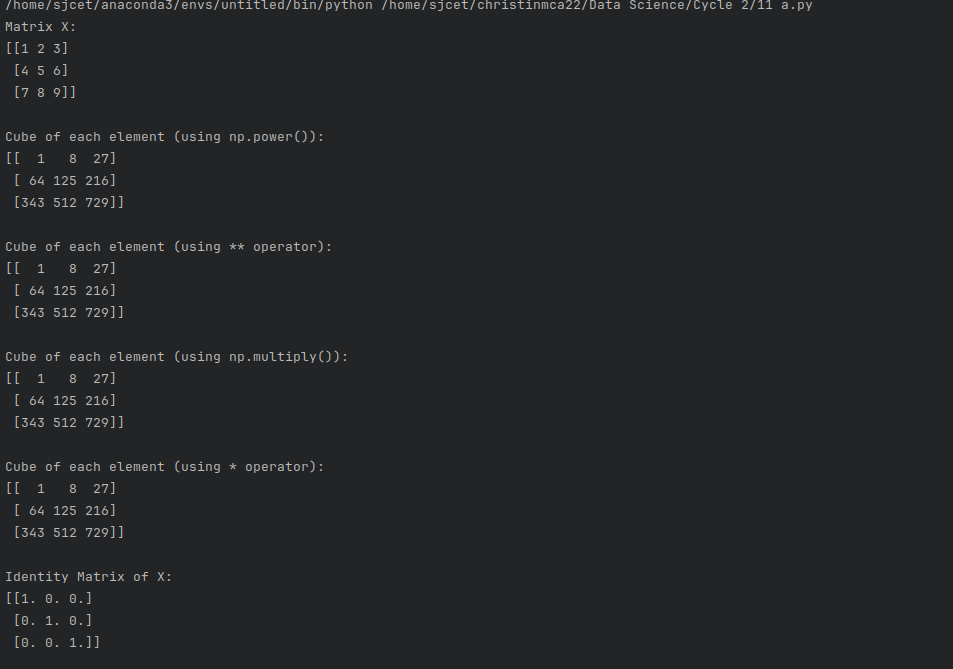 /home/sjcet/anaconda3/envs/untitled/bin/python /home/sjcet/christinmca22/Data Science/Cycle 2/11 a.py
Matrix X:
[[1 2 3]
 [4 5 6]
 [7 8 9]]
Cube of each element (using np.power()):
[[  1   8  27]
 [ 64 125 216]
 [343 512 729]]
Cube of each element (using ** operator):
[[  1   8  27]
 [ 64 125 216]
 [343 512 729]]
Cube of each element (using np.multiply()):
[[  1   8  27]
 [ 64 125 216]
 [343 512 729]]
Cube of each element (using * operator):
[[  1   8  27]
 [ 64 125 216]
 [343 512 729]]
Identity Matrix of X:
[[1. 0. 0.]
 [0. 1. 0.]
 [0. 0. 1.]]